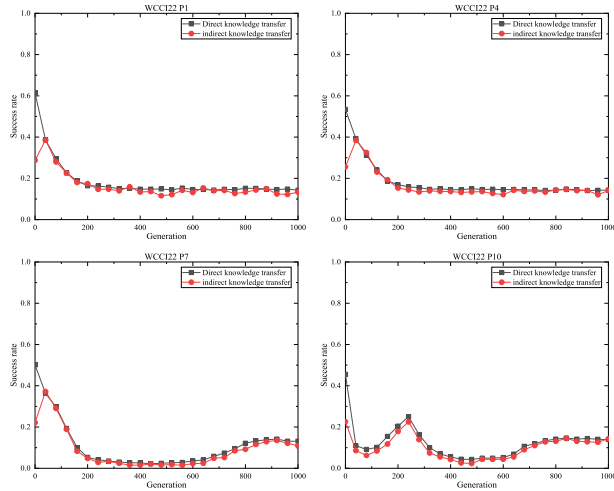 WCCI22 P1
Direct knowledge transfer
indirect knowledge transfer
Success rate
1.0
0.8
0.6
0.4
0.2
0.0
0 200 400 600 800 1000
Generation
WCCI22 P4
Direct knowledge transfer
indirect knowledge transfer
Success rate
1.0
0.8
0.6
0.4
0.2
0.0
0 200 400 600 800 1000
Generation
WCCI22 P7
Direct knowledge transfer
indirect knowledge transfer
Success rate
1.0
0.8
0.6
0.4
0.2
0.0
0 200 400 600 800 1000
Generation
WCCI22 P10
Direct knowledge transfer
indirect knowledge transfer
Success rate
1.0
0.8
0.6
0.4
0.2
0.0
0 200 400 600 800 1000
Generation